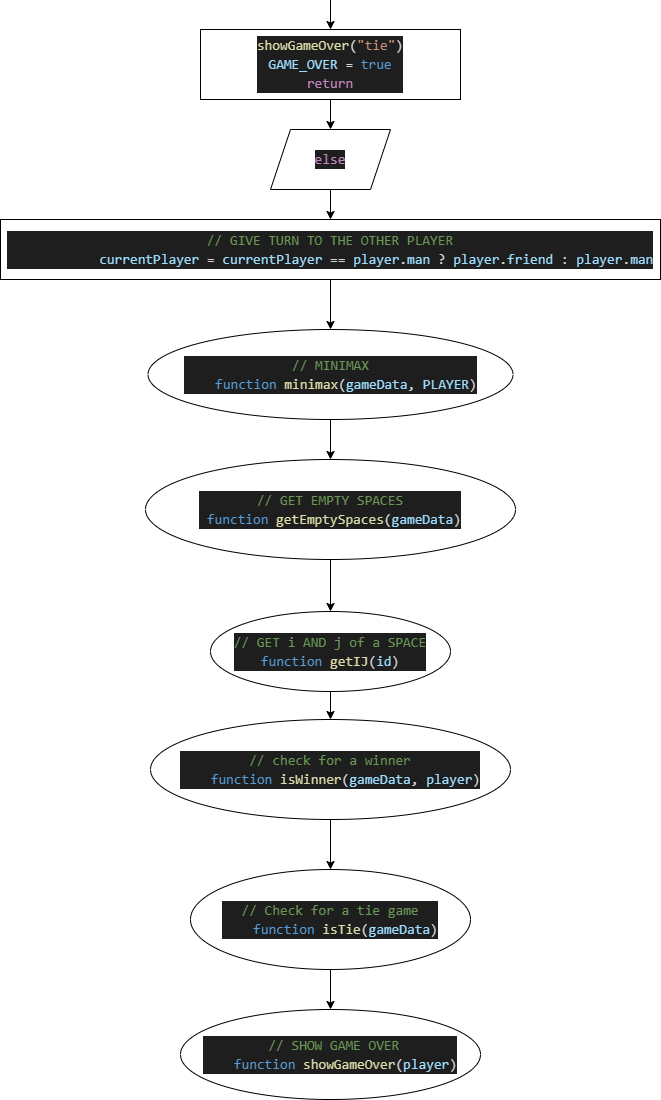 showGameOver("tie")
GAME_OVER = true
return
else
// GIVE TURN TO THE OTHER PLAYER
currentPlayer = currentPlayer == player.man ? player.friend : player.man
// MINIMAX
function minimax(gameData, PLAYER)
// GET EMPTY SPACES
function getEmptySpaces(gameData)
// GET i AND j of a SPACE
function getIJ(id)
// check for a winner
function isWinner(gameData, player)
// Check for a tie game
function isTie(gameData)
// SHOW GAME OVER
function showGameOver(player)